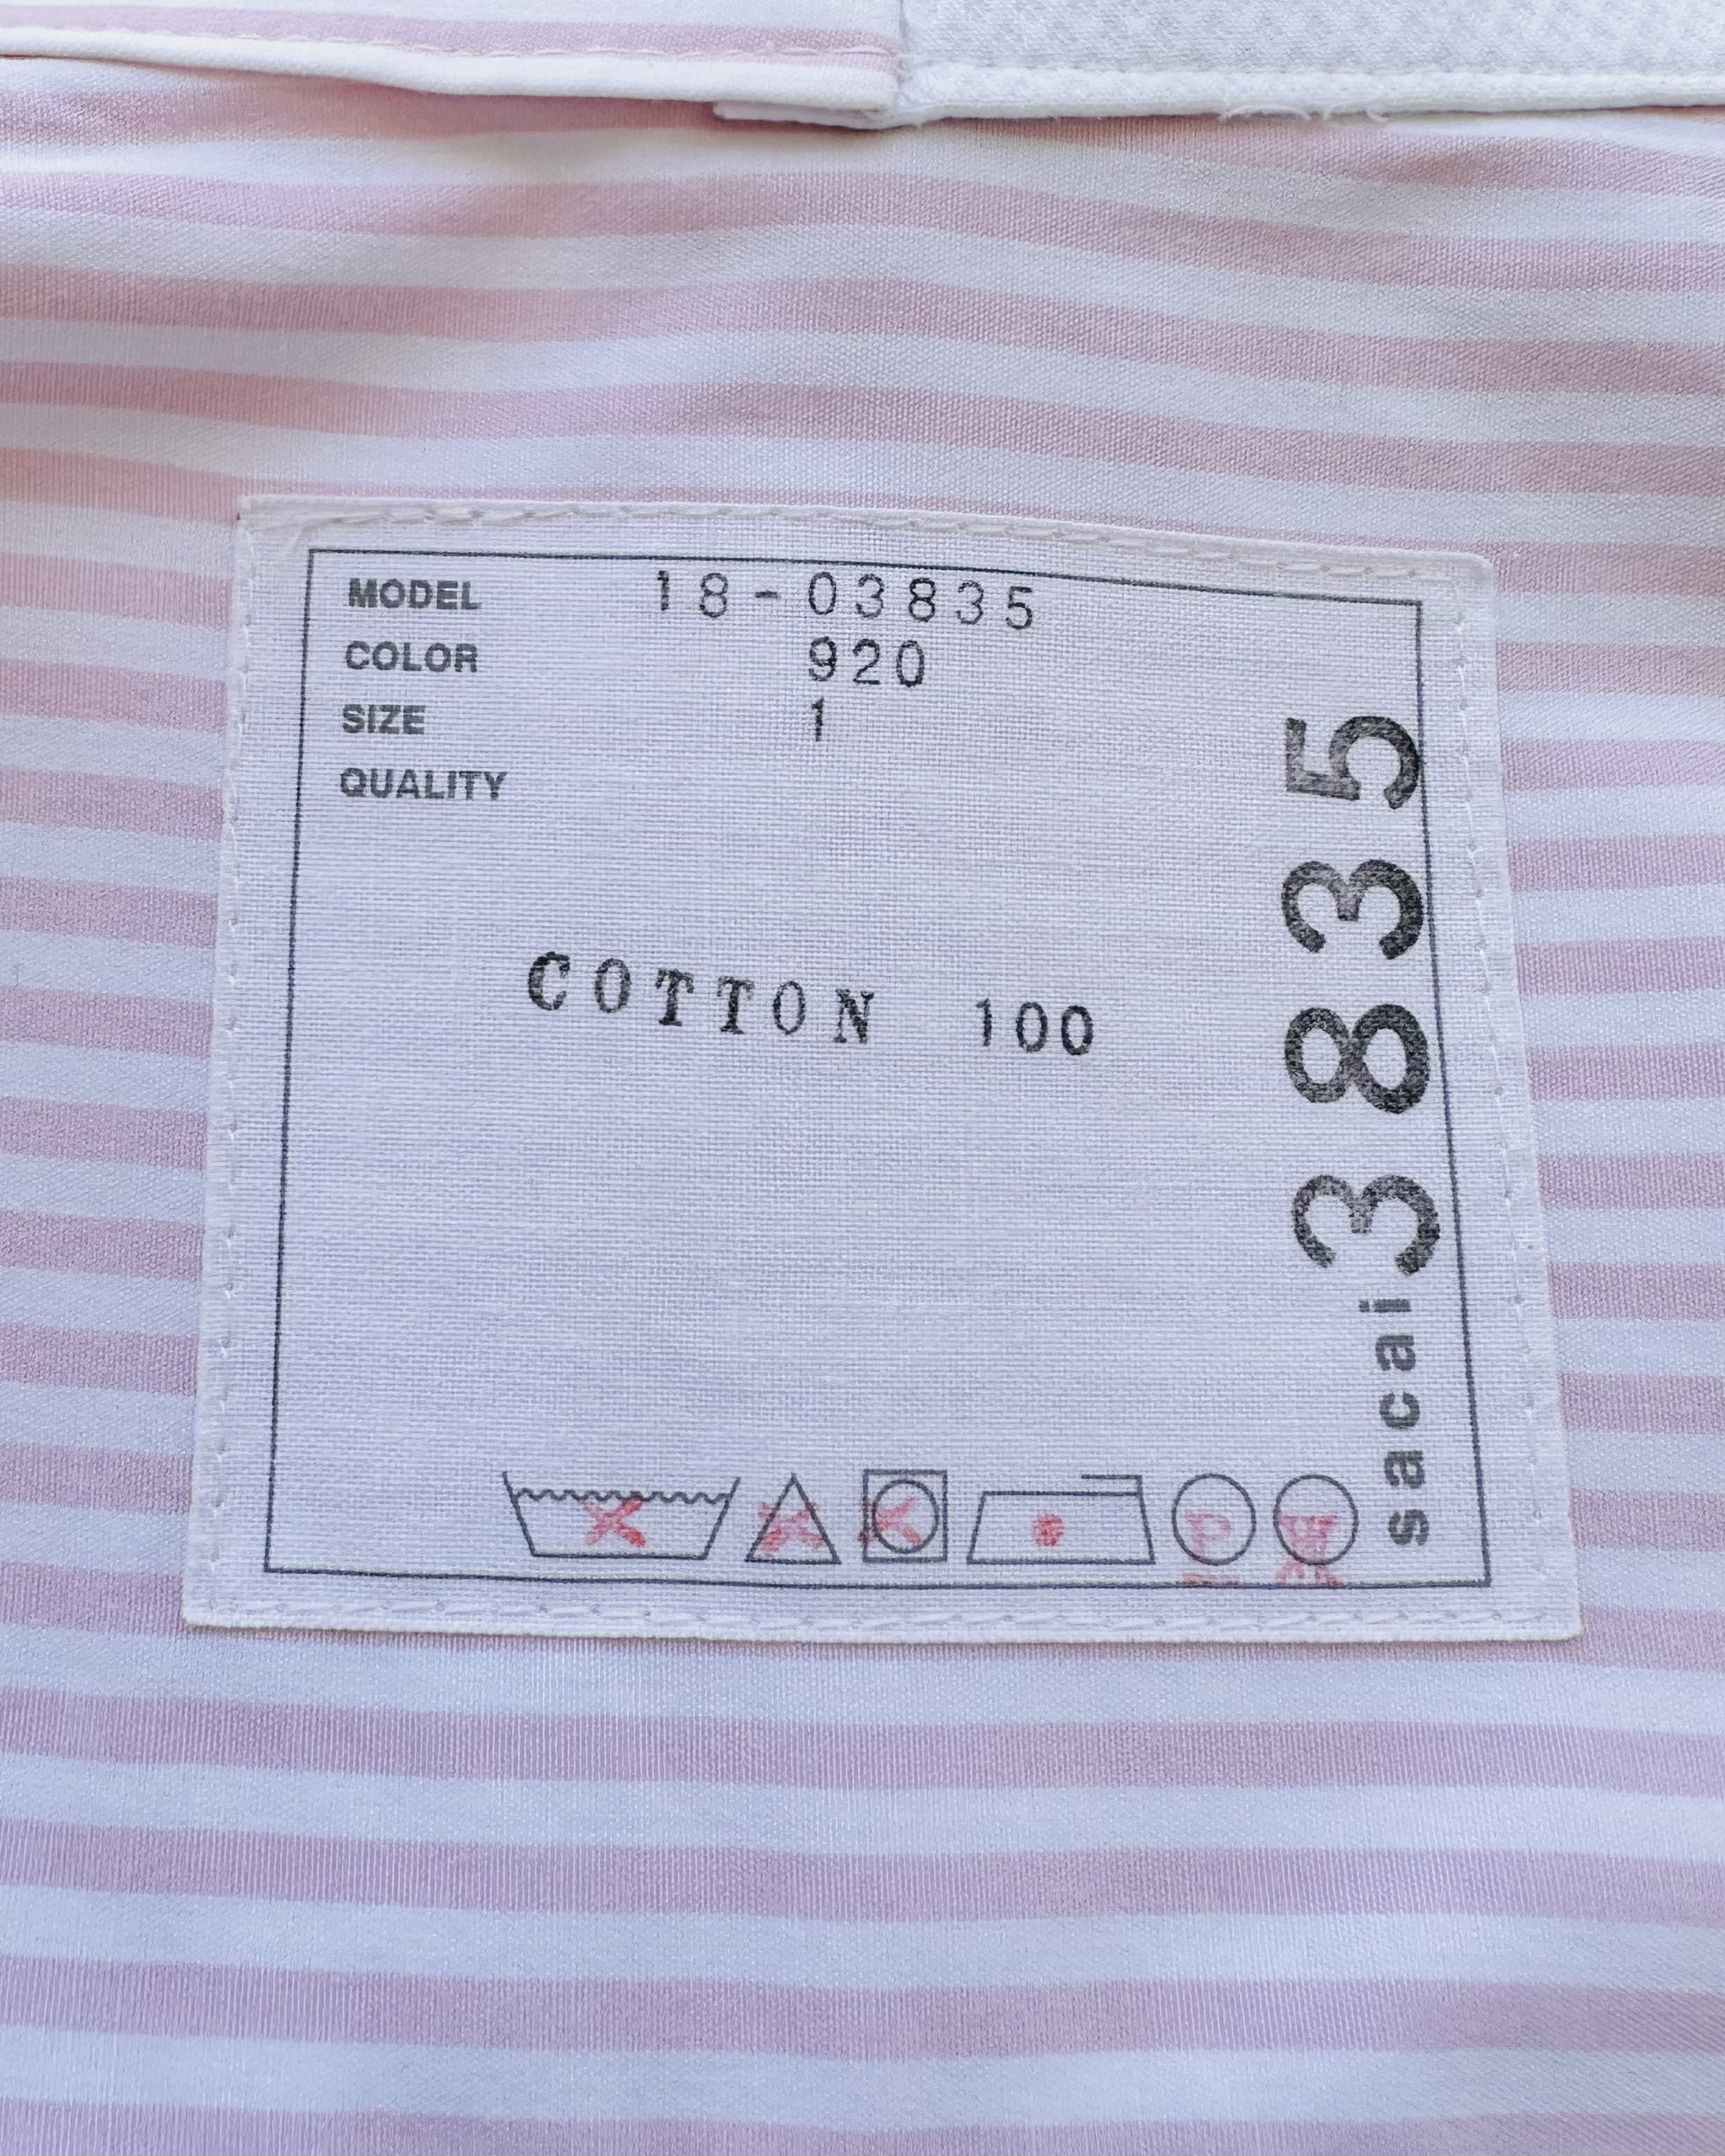 MODEL 18-03835
COLOR 920
SIZE 1
QUALITY
COTTON 100
sacai 3835
P
W